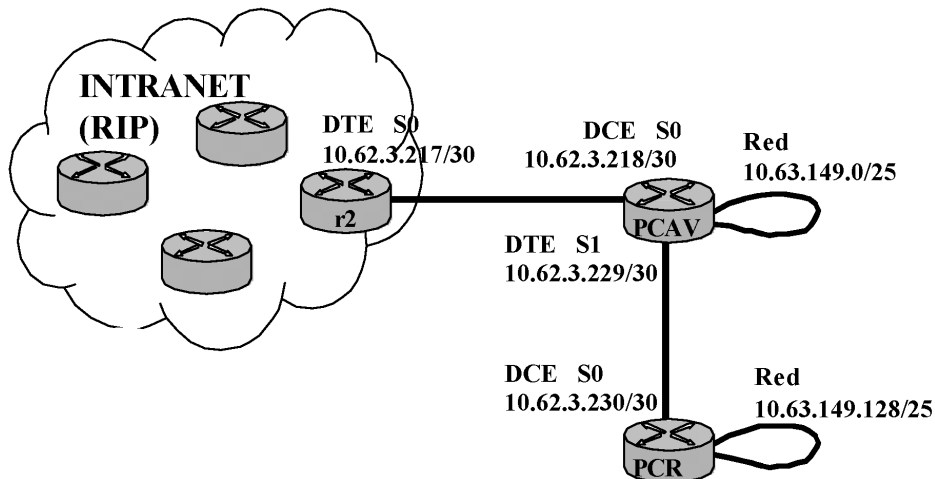 INTRANET
(RIP)
DTE S0
10.62.3.217/30
r2
DCE S0
10.62.3.218/30
Red
10.63.149.0/25
PCAV
DTE S1
10.62.3.229/30
DCE S0
10.62.3.230/30
Red
10.63.149.128/25
PCR